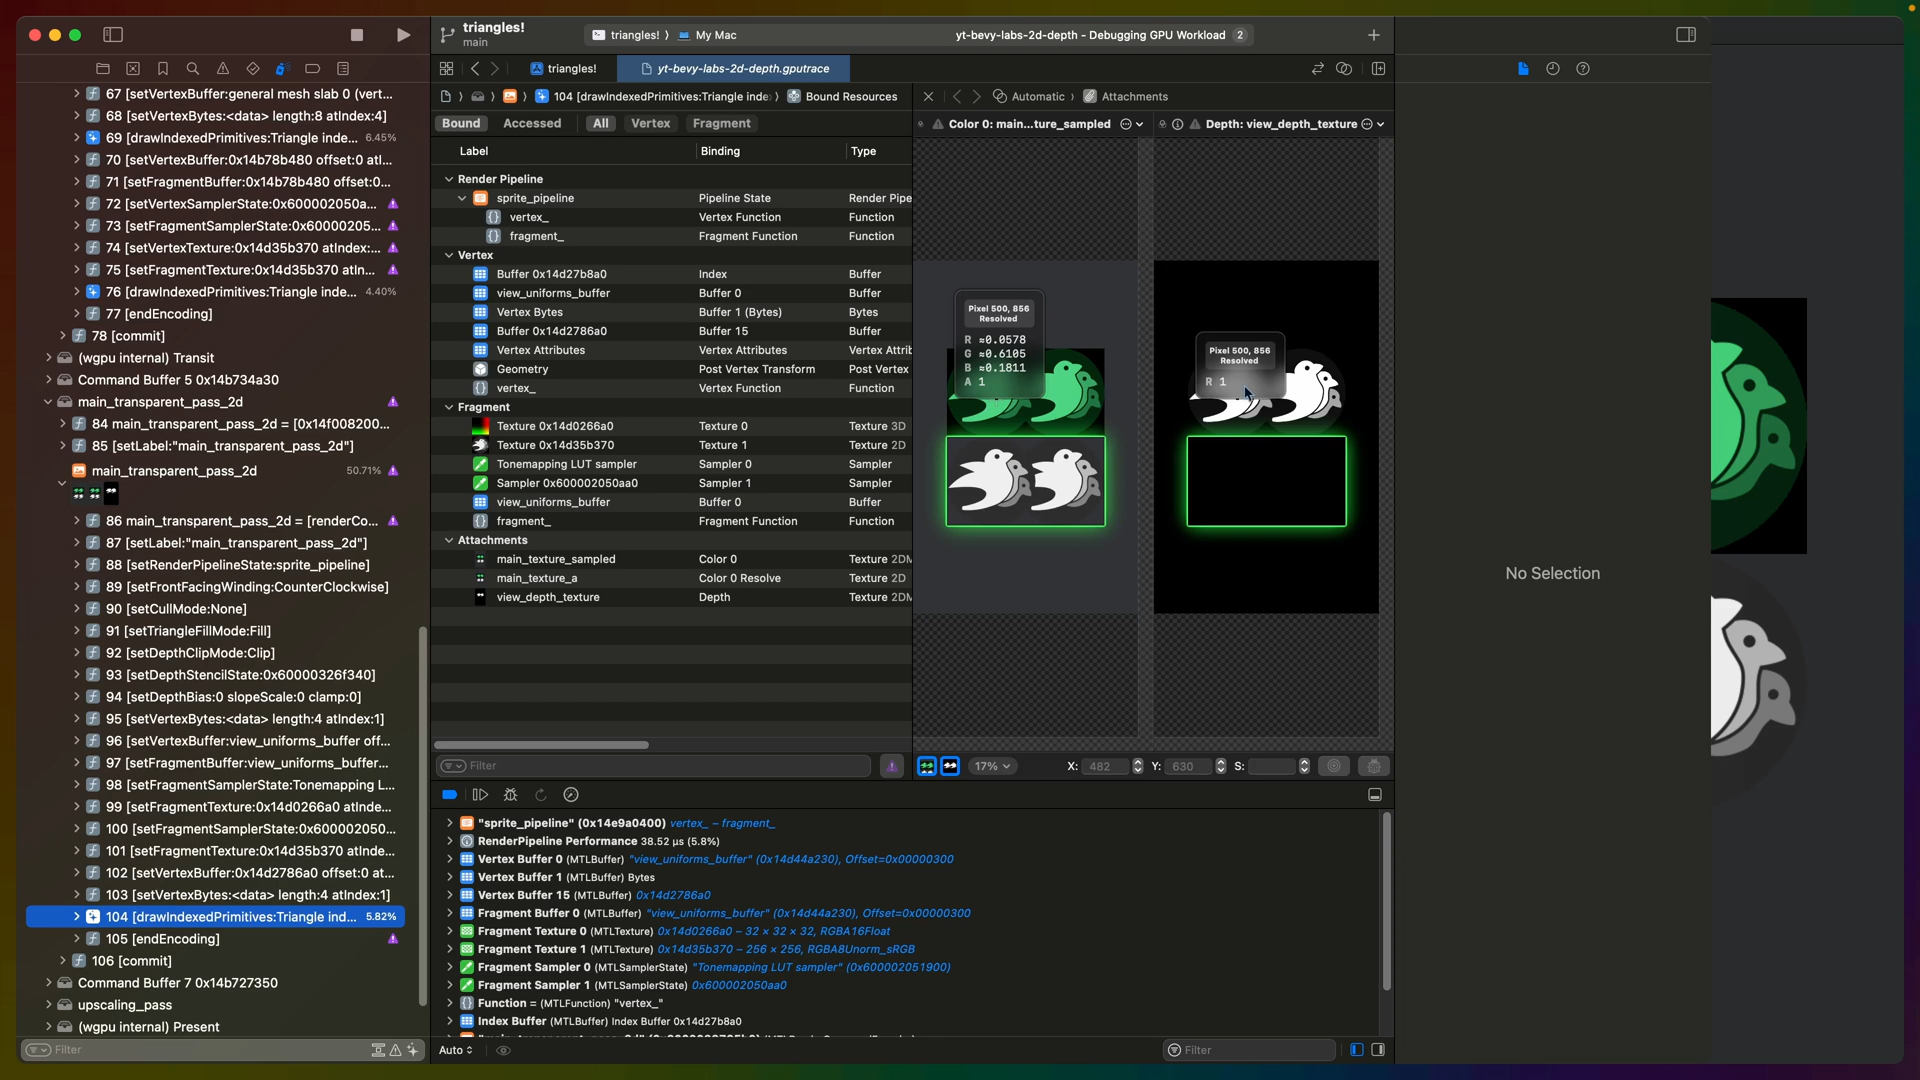 triangles!
main
triangles! 〉 My Mac
yt-bevy-labs-2d-depth - Debugging GPU Workload 2
triangles!
yt-bevy-labs-2d-depth.gputrace
67 [setVertexBuffer:general mesh slab 0 (vert...
68 [setVertexBytes:<data> length:8 atIndex:4]
69 [drawIndexedPrimitives:Triangle inde... 6.45%
70 [setVertexBuffer:0x14b78b480 offset:0 atI...
71 [setFragmentBuffer:0x14b78b480 offset:0...
72 [setVertexSamplerState:0x600002050a...
73 [setFragmentSamplerState:0x60000205...
74 [setVertexTexture:0x14d35b370 atIndex:...
75 [setFragmentTexture:0x14d35b370 atIn...
76 [drawIndexedPrimitives:Triangle inde... 4.40%
77 [endEncoding]
78 [commit]
(wgpu internal) Transit
Command Buffer 5 0x14b734a30
main_transparent_pass_2d
84 main_transparent_pass_2d = [0x14f008200...
85 [setLabel:"main_transparent_pass_2d"]
main_transparent_pass_2d 50.71%
86 main_transparent_pass_2d = [renderCo...
87 [setLabel:"main_transparent_pass_2d"]
88 [setRenderPipelineState:sprite_pipeline]
89 [setFrontFacingWinding:CounterClockwise]
90 [setCullMode:None]
91 [setTriangleFillMode:Fill]
92 [setDepthClipMode:Clip]
93 [setDepthStencilState:0x60000326f340]
94 [setDepthBias:0 slopeScale:0 clamp:0]
95 [setVertexBytes:<data> length:4 atIndex:1]
96 [setVertexBuffer:view_uniforms_buffer off...
97 [setFragmentBuffer:view_uniforms_buffer...
98 [setFragmentSamplerState:Tonemapping L...
99 [setFragmentTexture:0x14d0266a0 atInde...
100 [setFragmentSamplerState:0x600002050...
101 [setFragmentTexture:0x14d35b370 atInde...
102 [setVertexBuffer:0x14d2786a0 offset:0 at...
103 [setVertexBytes:<data> length:4 atIndex:1]
104 [drawIndexedPrimitives:Triangle ind... 5.82%
105 [endEncoding]
106 [commit]
Command Buffer 7 0x14b727350
upscaling_pass
(wgpu internal) Present
Filter
104 [drawIndexedPrimitives:Triangle inde 〉 Bound Resources
Bound Accessed All Vertex Fragment
Label Binding Type
Render Pipeline
sprite_pipeline Pipeline State Render Pipe
vertex_ Vertex Function Function
fragment_ Fragment Function Function
Vertex
Buffer 0x14d27b8a0 Index Buffer
view_uniforms_buffer Buffer 0 Buffer
Vertex Bytes Buffer 1 (Bytes) Bytes
Buffer 0x14d2786a0 Buffer 15 Buffer
Vertex Attributes Vertex Attributes Vertex Attrib
Geometry Post Vertex Transform Post Vertex
vertex_ Vertex Function Function
Fragment
Texture 0x14d0266a0 Texture 0 Texture 3D
Texture 0x14d35b370 Texture 1 Texture 2D
Tonemapping LUT sampler Sampler 0 Sampler
Sampler 0x600002050aa0 Sampler 1 Sampler
view_uniforms_buffer Buffer 0 Buffer
fragment_ Fragment Function Function
Attachments
main_texture_sampled Color 0 Texture 2DM
main_texture_a Color 0 Resolve Texture 2D
view_depth_texture Depth Texture 2DM
Filter
Automatic 〉 Attachments
Color 0: main...ture_sampled
Depth: view_depth_texture
Pixel 500, 856
Resolved
R ≈0.0578
G ≈0.6105
B ≈0.1811
A 1
Pixel 500, 856
Resolved
R 1
17% X: 482 Y: 630 S:
"sprite_pipeline" (0x14e9a0400) vertex_ – fragment_
RenderPipeline Performance 38.52 µs (5.8%)
Vertex Buffer 0 (MTLBuffer) "view_uniforms_buffer" (0x14d44a230), Offset=0x00000300
Vertex Buffer 1 (MTLBuffer) Bytes
Vertex Buffer 15 (MTLBuffer) 0x14d2786a0
Fragment Buffer 0 (MTLBuffer) "view_uniforms_buffer" (0x14d44a230), Offset=0x00000300
Fragment Texture 0 (MTLTexture) 0x14d0266a0 – 32 × 32 × 32, RGBA16Float
Fragment Texture 1 (MTLTexture) 0x14d35b370 – 256 × 256, RGBA8Unorm_sRGB
Fragment Sampler 0 (MTLSamplerState) "Tonemapping LUT sampler" (0x600002051900)
Fragment Sampler 1 (MTLSamplerState) 0x600002050aa0
Function = (MTLFunction) "vertex_"
Index Buffer (MTLBuffer) Index Buffer 0x14d27b8a0
Auto
Filter
No Selection